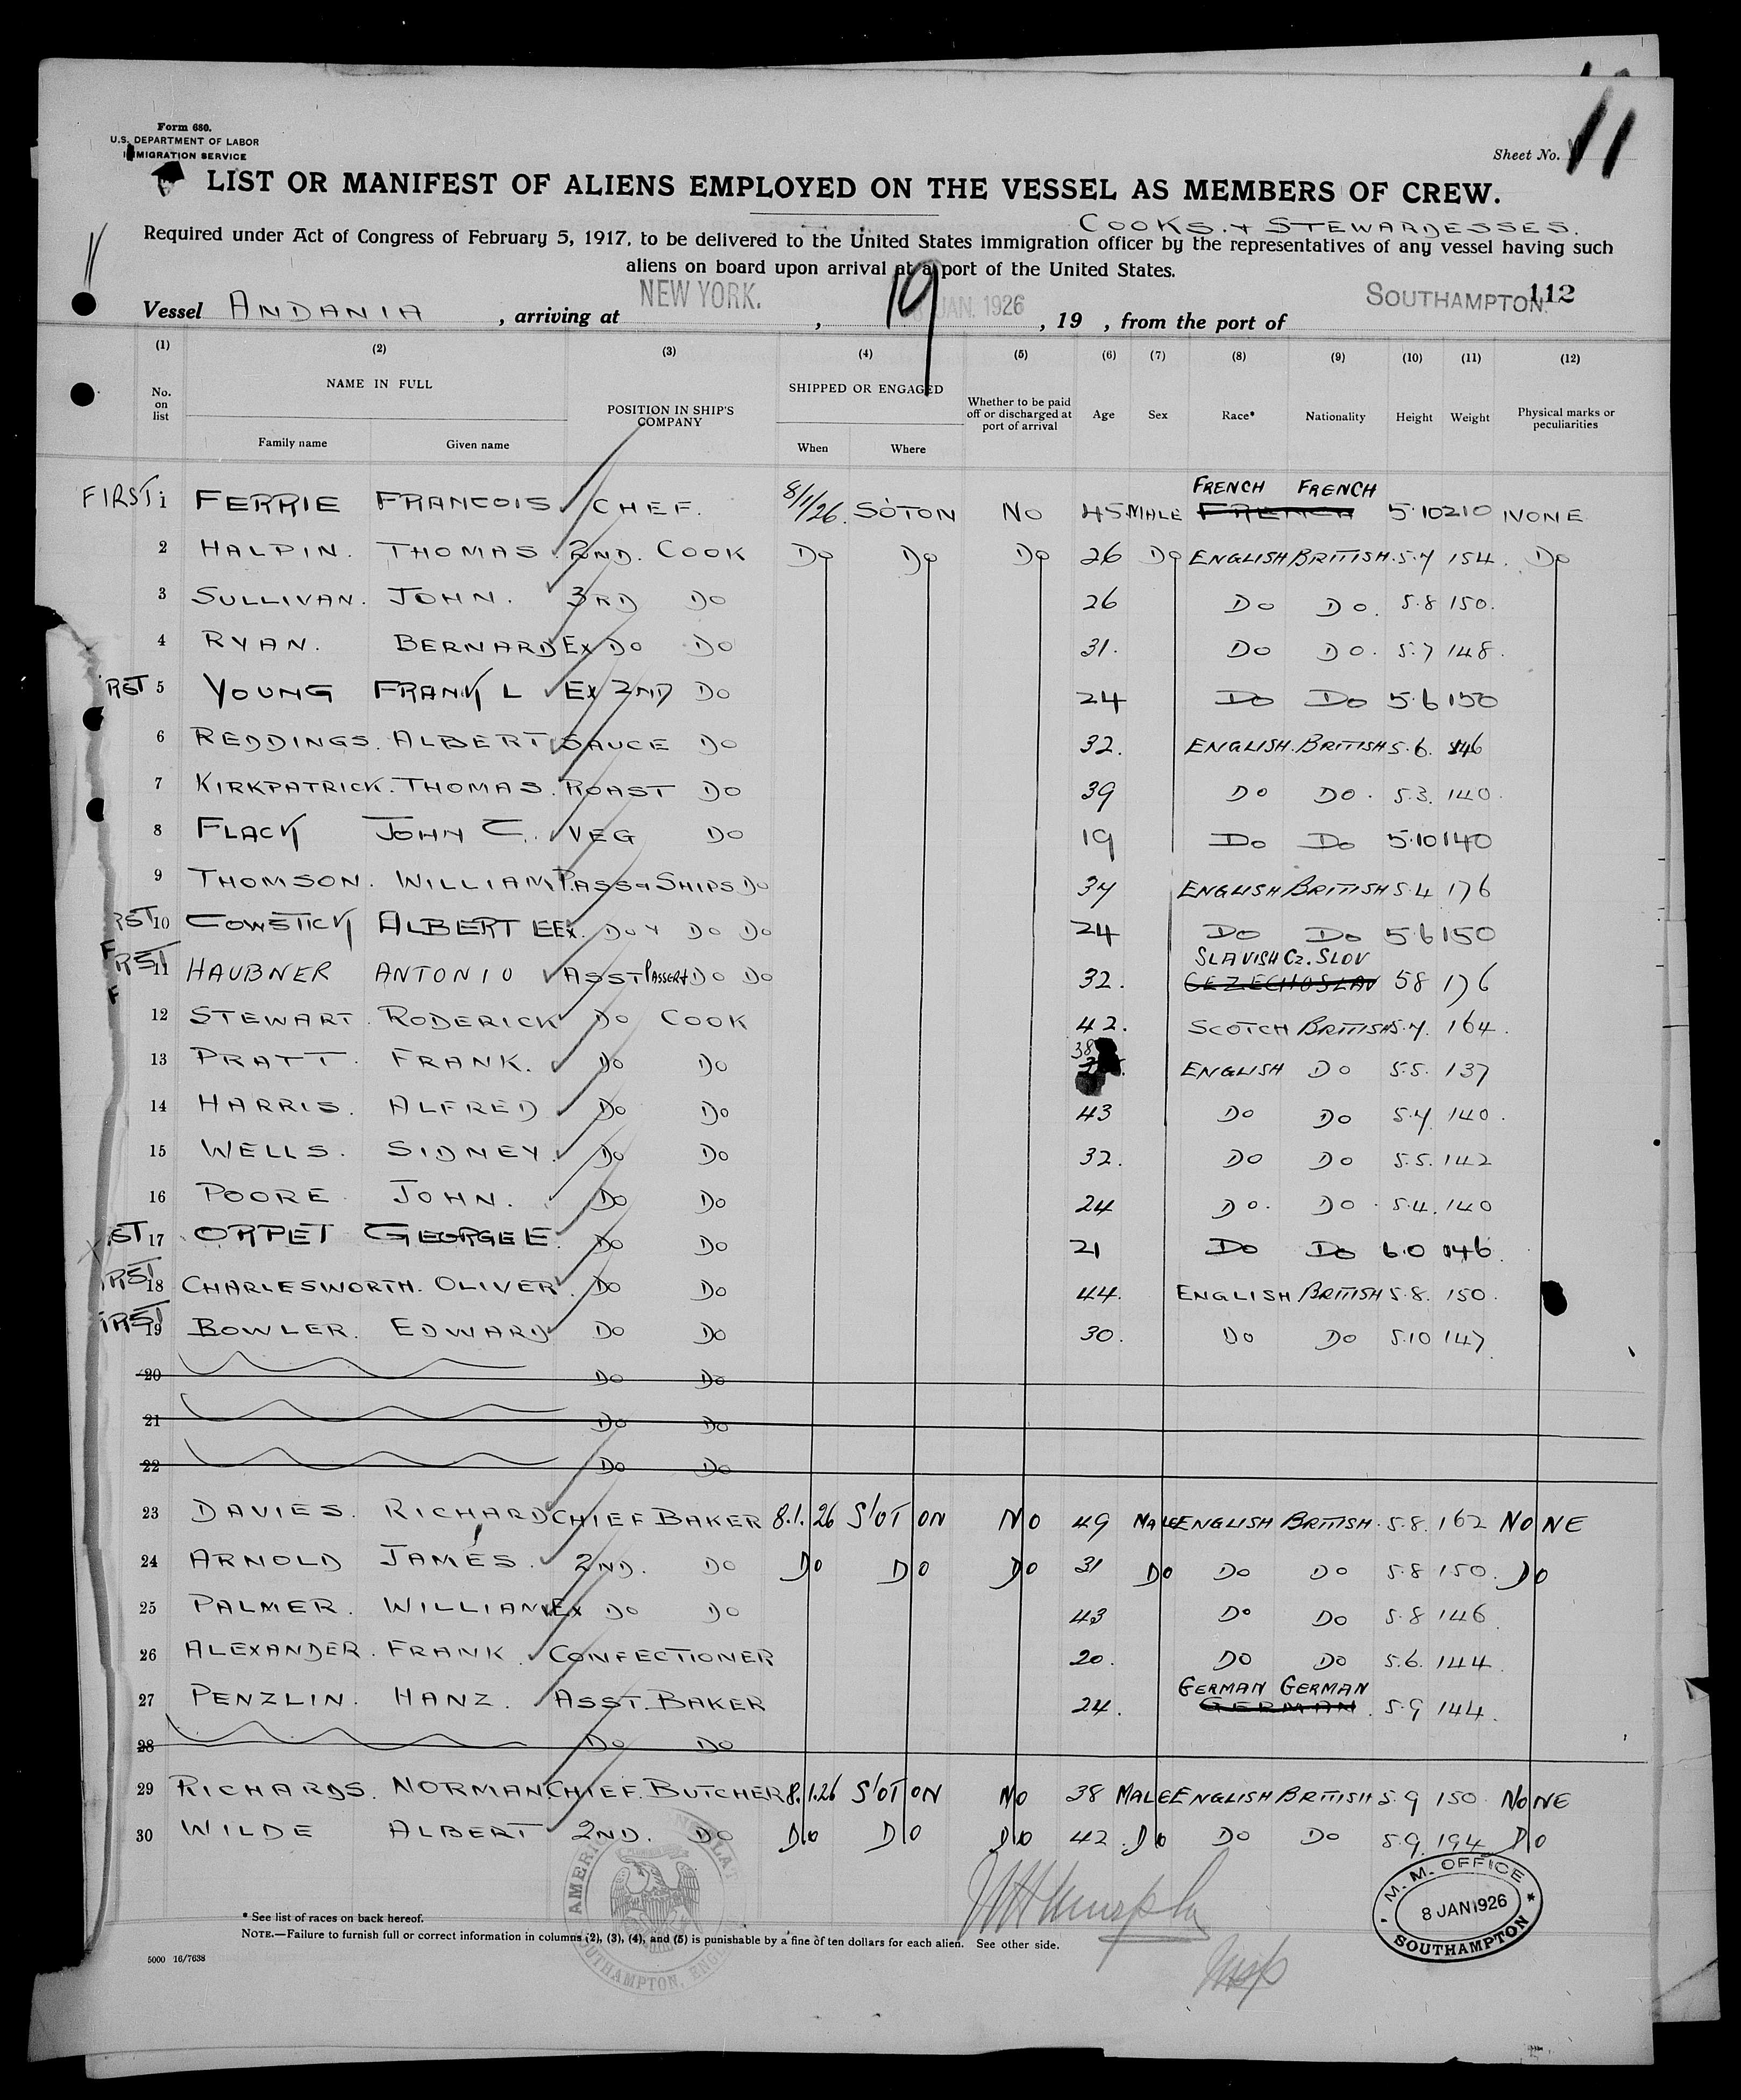 11
Form 680.
U.S. DEPARTMENT OF LABOR
IMMIGRATION SERVICE
Sheet No. 11
LIST OR MANIFEST OF ALIENS EMPLOYED ON THE VESSEL AS MEMBERS OF CREW.
COOKS. + STEWARDESSES.
Required under Act of Congress of February 5, 1917, to be delivered to the United States immigration officer by the representatives of any vessel having such
aliens on board upon arrival at a port of the United States.
Vessel ANDANIA , arriving at NEW YORK. , 19 JAN. 1926 , 19 , from the port of SOUTHAMPTON. 112
(1) (2) (3) (4) (5) (6) (7) (8) (9) (10) (11) (12)
No. on list NAME IN FULL POSITION IN SHIP'S COMPANY SHIPPED OR ENGAGED Whether to be paid off or discharged at port of arrival Age Sex Race* Nationality Height Weight Physical marks or peculiarities
Family name Given name When Where
FIRST 1 FERRIE FRANCOIS CHEF. 8/1/26. SOTON NO 45 MALE FRENCH FRENCH 5.10 210 NONE
2 HALPIN. THOMAS 2ND. COOK DO DO DO 26 DO ENGLISH BRITISH. 5.7 154. DO
3 SULLIVAN. JOHN. 3RD DO 26 DO DO. 5.8 150.
4 RYAN. BERNARD EX DO DO 31. DO DO. 5.7 148.
RST 5 YOUNG FRANK L EX 2ND DO 24 DO DO 5.6 150
6 REDDINGS. ALBERT SAUCE DO 32. ENGLISH. BRITISH 5.6. 146
7 KIRKPATRICK. THOMAS. ROAST DO 39 DO DO. 5.3. 140.
8 FLACK JOHN C. VEG DO 19 DO DO 5.10 140
9 THOMSON. WILLIAM PASS & SHIPS DO 37 ENGLISH BRITISH 5.4 176
RST 10 COWSTICK ALBERT E EX. DO Y DO DO 24 DO DO 5.6 150
FRST 11 HAUBNER ANTONIO ASST PASSGR + DO DO 32. SLAVISH CZ. SLOV CEZECHOSLAV 58 176
F
12 STEWART. RODERICK DO COOK 42. SCOTCH BRITISH 5.7. 164.
13 PRATT. FRANK. DO DO 38 ENGLISH DO 5.5. 137
14 HARRIS. ALFRED DO DO 43 DO DO 5.7. 140.
15 WELLS. SIDNEY. DO DO 32. DO DO 5.5. 142
16 POORE JOHN. DO DO 24 DO. DO. 5.4. 140
ST 17 ORPET GEORGE E. DO DO 21 DO DO 6.0 146.
IRST 18 CHARLESWORTH. OLIVER. DO DO 44. ENGLISH BRITISH 5.8. 150.
IRST 19 BOWLER. EDWARD DO DO 30. DO DO 5.10 147.
20 DO DO
21 DO DO
22 DO DO
23 DAVIES. RICHARD CHIEF BAKER 8.1.26 S'OTON NO 49 MALE ENGLISH BRITISH. 5.8. 162 NONE
24 ARNOLD JAMES. 2ND. DO DO DO DO 31 DO DO DO 5.8 150. DO
25 PALMER. WILLIAM EX DO DO 43 DO DO 5.8 146.
26 ALEXANDER. FRANK. CONFECTIONER 20. DO DO 5.6. 144.
27 PENZLIN. HANZ. ASST. BAKER 24. GERMAN GERMAN GERMAN. 5.9 144.
28 DO DO
29 RICHARDS. NORMAN CHIEF. BUTCHER 8.1.26 S'OTON NO 38 MALE ENGLISH BRITISH 5.9 150. NONE
30 WILDE ALBERT 2ND. DO DO DO DO 42. DO DO DO 5.9. 194 DO
M. M. OFFICE
8 JAN 1926
SOUTHAMPTON
* See list of races on back hereof.
NOTE.—Failure to furnish full or correct information in columns (2), (3), (4), and (5) is punishable by a fine of ten dollars for each alien. See other side.
5000 16/7638